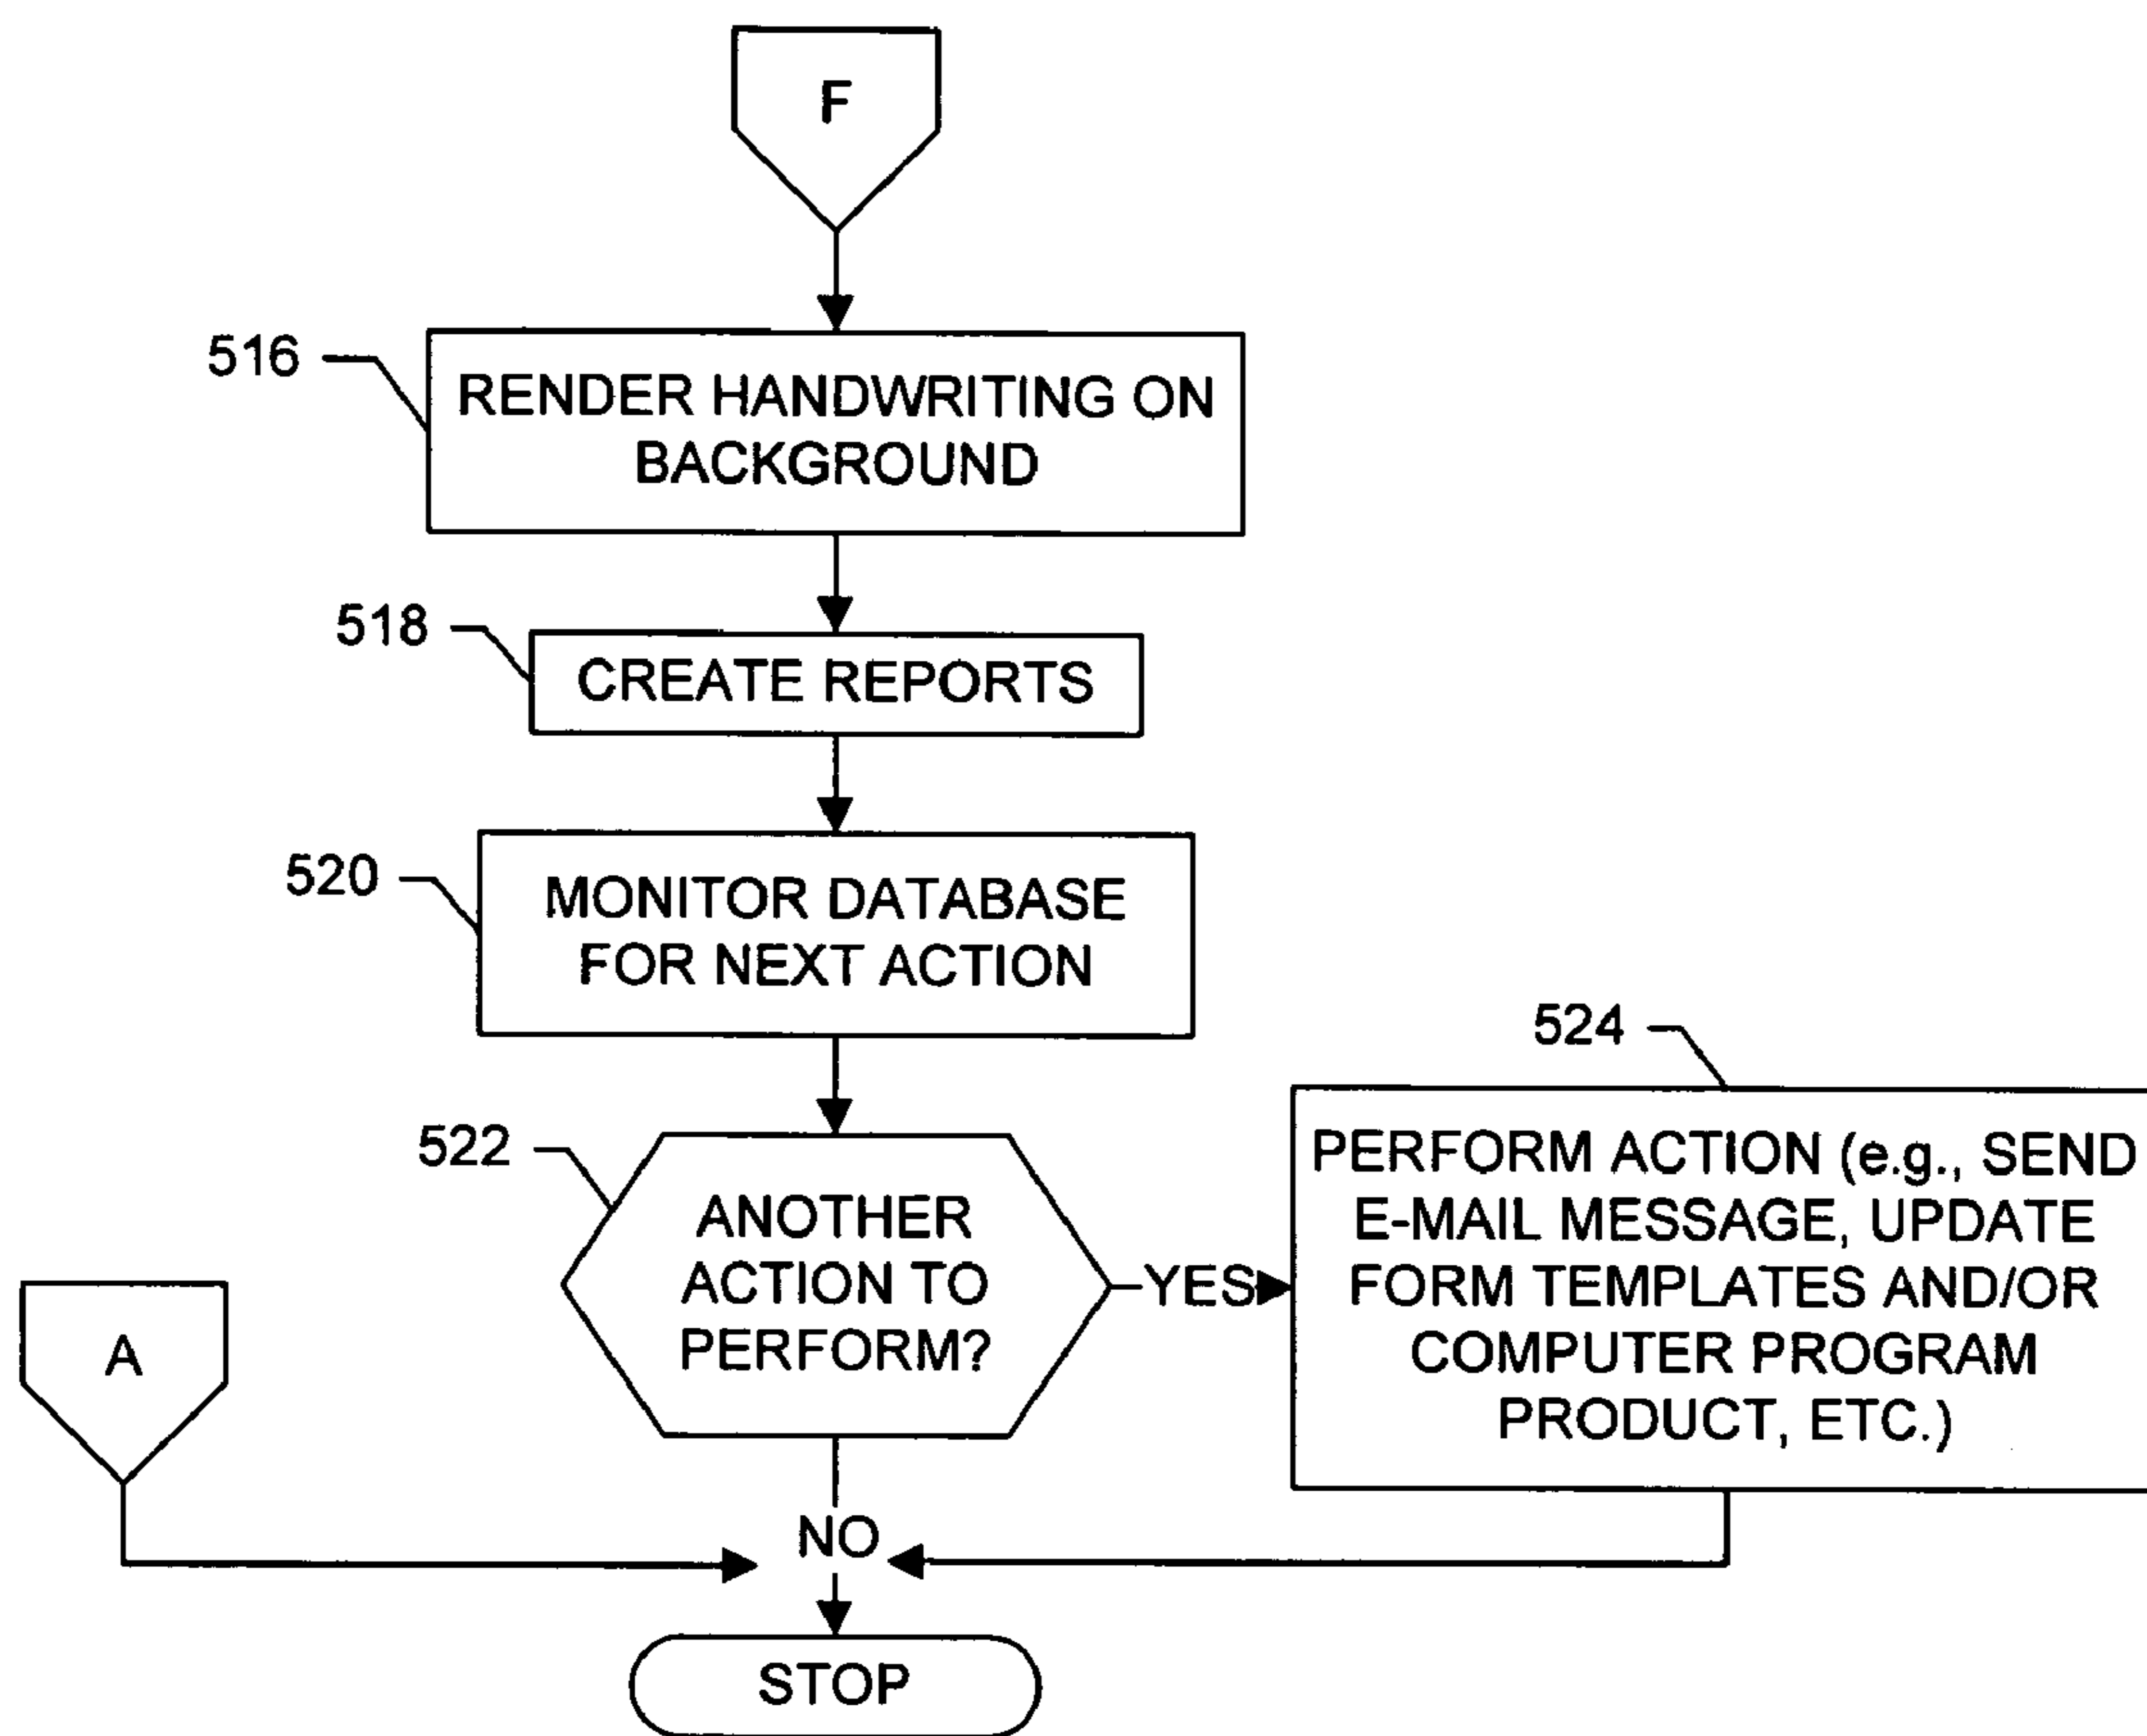 F
516
RENDER HANDWRITING ON
BACKGROUND
518
CREATE REPORTS
520
MONITOR DATABASE
FOR NEXT ACTION
522
ANOTHER
ACTION TO
PERFORM?
YES
524
PERFORM ACTION (e.g., SEND
E-MAIL MESSAGE, UPDATE
FORM TEMPLATES AND/OR
COMPUTER PROGRAM
PRODUCT, ETC.)
A
NO
STOP